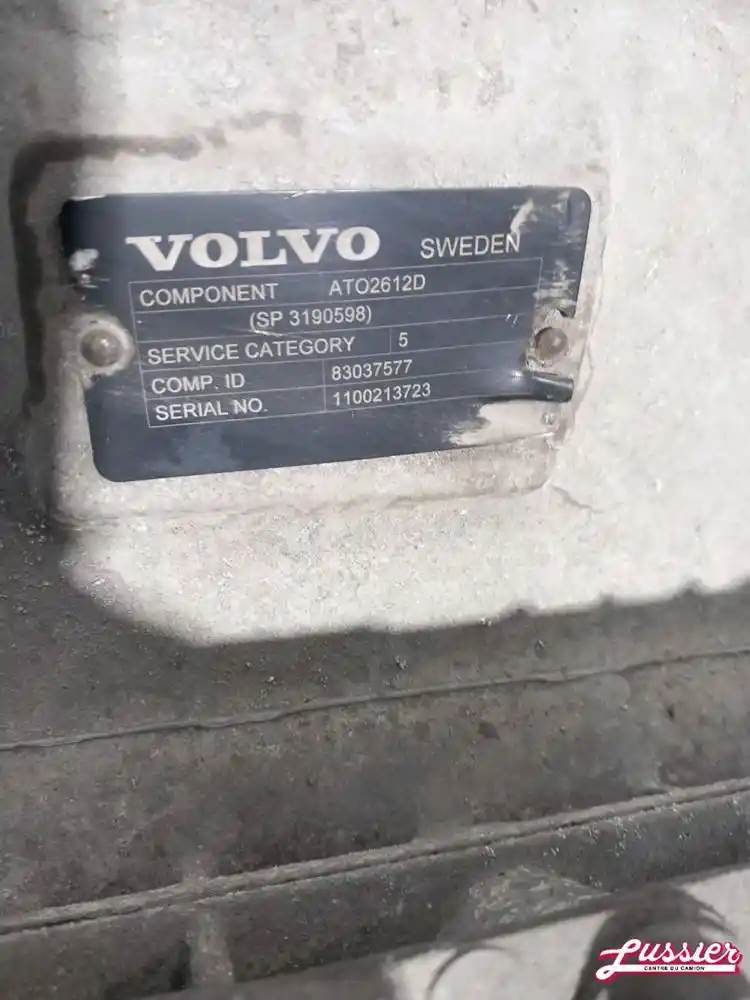 VOLVO SWEDEN
COMPONENT ATO2612D
(SP 3190598)
SERVICE CATEGORY 5
COMP. ID 83037577
SERIAL NO. 1100213723
Lussier
CENTRE DU CAMION